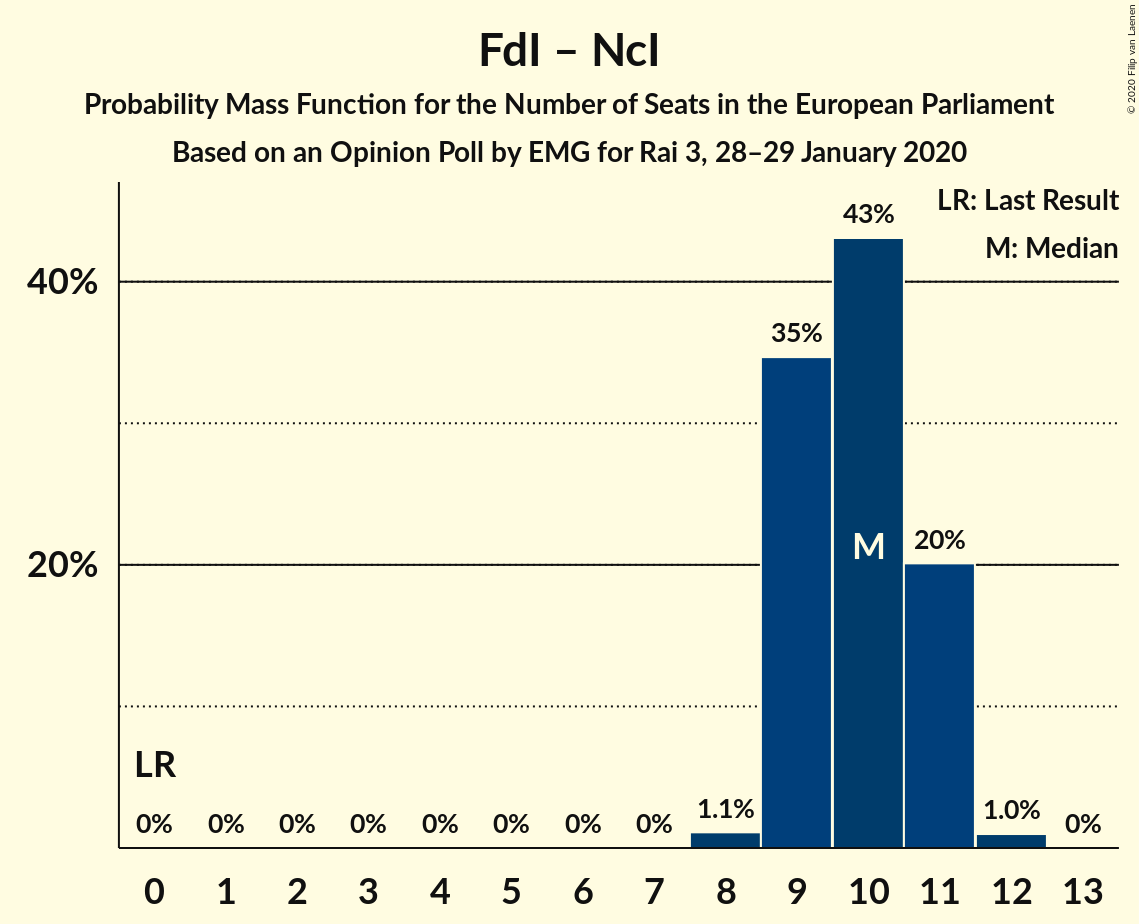 FdI – NcI
Probability Mass Function for the Number of Seats in the European Parliament
Based on an Opinion Poll by EMG for Rai 3, 28–29 January 2020
© 2020 Filip van Laenen
LR: Last Result
M: Median
40%
20%
43%
35%
M
20%
LR
0% 0% 0% 0% 0% 0% 0% 0% 1.1% 1.0% 0%
0 1 2 3 4 5 6 7 8 9 10 11 12 13